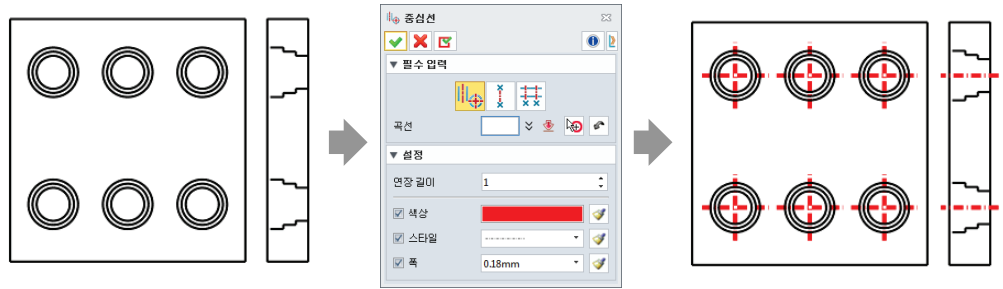 중심선
▼ 필수 입력
곡선
▼ 설정
연장 길이 1
색상
스타일
폭 0.18mm